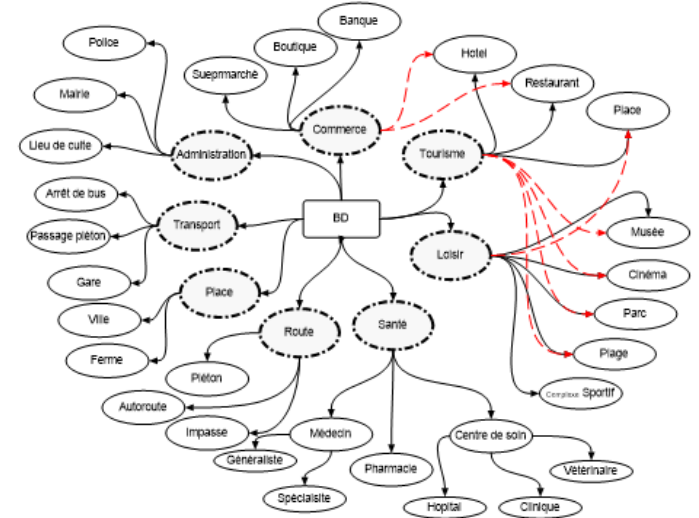 Banque
Police
Boutique
Hotel
Sueprmarché
Restaurant
Mairie
Place
Commerce
Lieu de culte
Administration
Tourisme
Arrêt de bus
Transport
BD
Passage piéton
Musée
Loisir
Gare
Cinéma
Place
Ville
Parc
Route
Santé
Ferme
Plage
Piéton
Complexe Sportif
Autoroute
Impasse
Médecin
Centre de soin
Généraliste
Pharmacie
Vétérinaire
Spécialsite
Hopital
Clinique